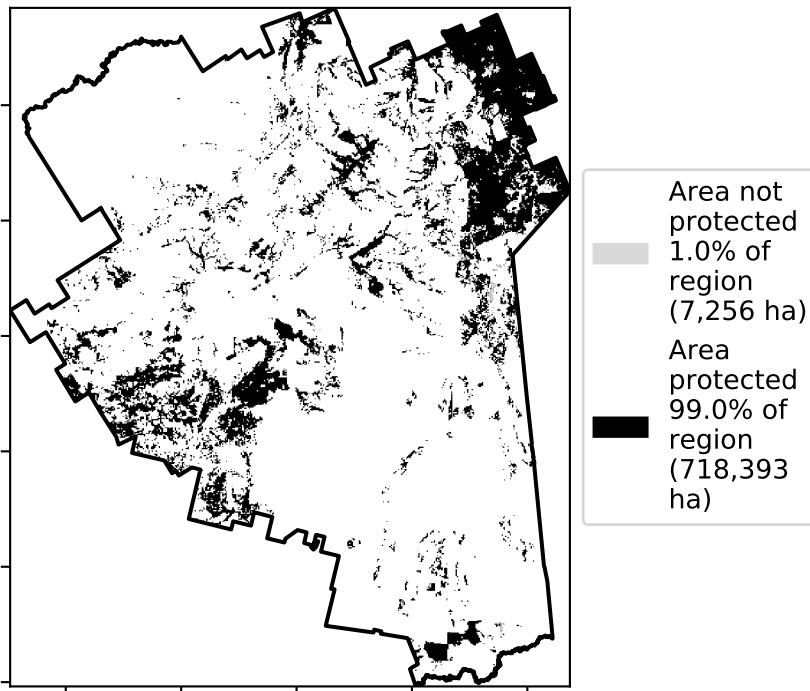 Area not
protected
1.0% of
region
(7,256 ha)
Area
protected
99.0% of
region
(718,393
ha)